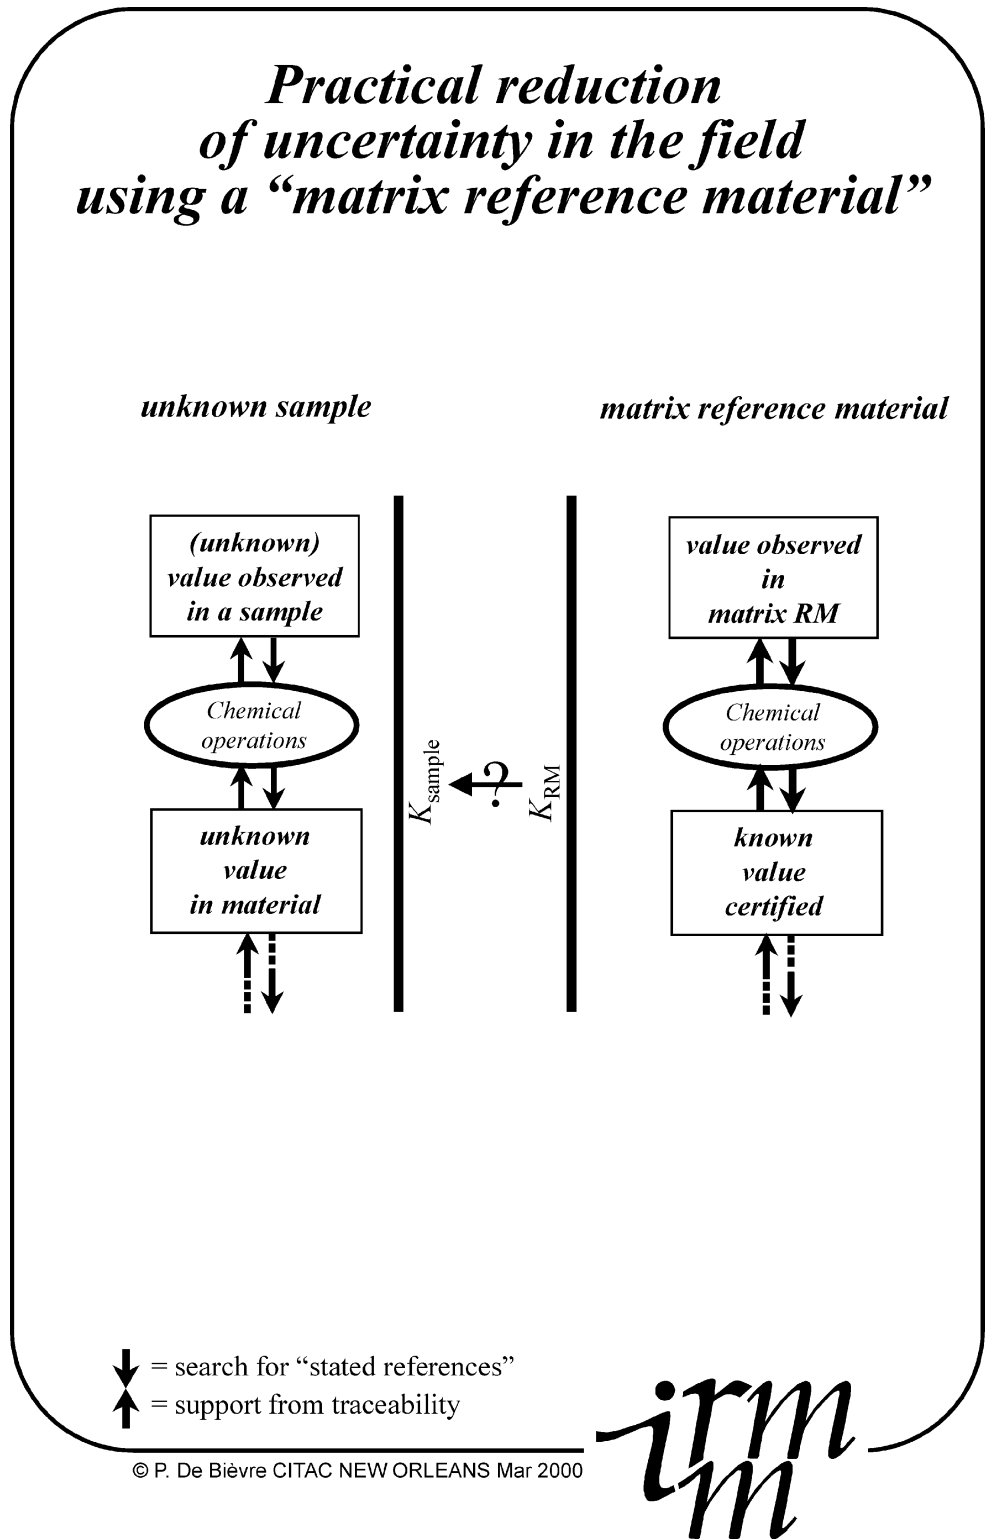 Practical reduction
of uncertainty in the field
using a “matrix reference material”
unknown sample
matrix reference material
(unknown)
value observed
in a sample
Chemical
operations
unknown
value
in material
Ksample
?
KRM
value observed
in
matrix RM
Chemical
operations
known
value
certified
= search for “stated references”
= support from traceability
© P. De Bièvre CITAC NEW ORLEANS Mar 2000
irm
m